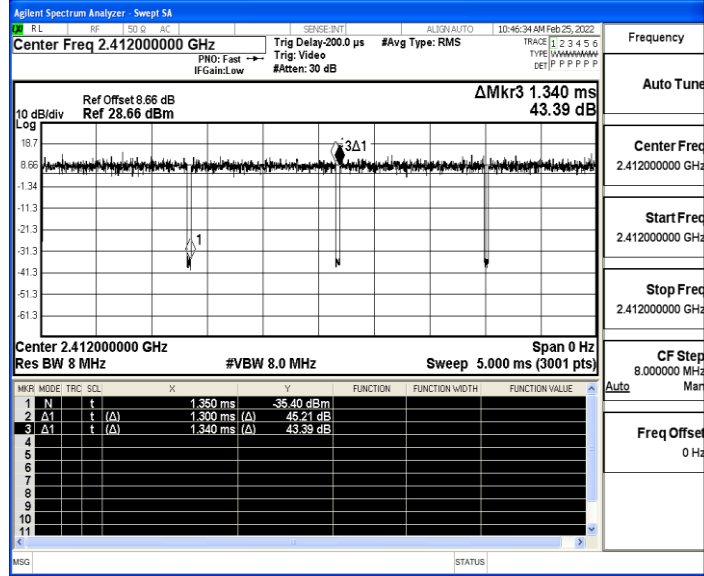 Agilent Spectrum Analyzer - Swept SA
RL RF 50 Ω AC SENSE:INT ALIGNAUTO 10:46:34 AM Feb 25, 2022
Center Freq 2.412000000 GHz
PNO: Fast
IFGain:Low
Trig Delay-200.0 µs
Trig: Video
#Atten: 30 dB
#Avg Type: RMS
TRACE 1 2 3 4 5 6
TYPE WWWWWW
DET P P P P P P
Ref Offset 8.66 dB
10 dB/div Ref 28.66 dBm
Log
ΔMkr3 1.340 ms
43.39 dB
18.7
8.66
-1.34
-11.3
-21.3
-31.3
-41.3
-51.3
-61.3
3Δ1
1
Center 2.412000000 GHz Span 0 Hz
Res BW 8 MHz #VBW 8.0 MHz Sweep 5.000 ms (3001 pts)
MKR MODE TRC SCL X Y FUNCTION FUNCTION WIDTH FUNCTION VALUE
1 N t 1.350 ms -35.40 dBm
2 Δ1 t (Δ) 1.300 ms (Δ) 45.21 dB
3 Δ1 t (Δ) 1.340 ms (Δ) 43.39 dB
4
5
6
7
8
9
10
11
MSG STATUS
Frequency
Auto Tune
Center Freq
2.412000000 GHz
Start Freq
2.412000000 GHz
Stop Freq
2.412000000 GHz
CF Step
8.000000 MHz
Auto Man
Freq Offset
0 Hz